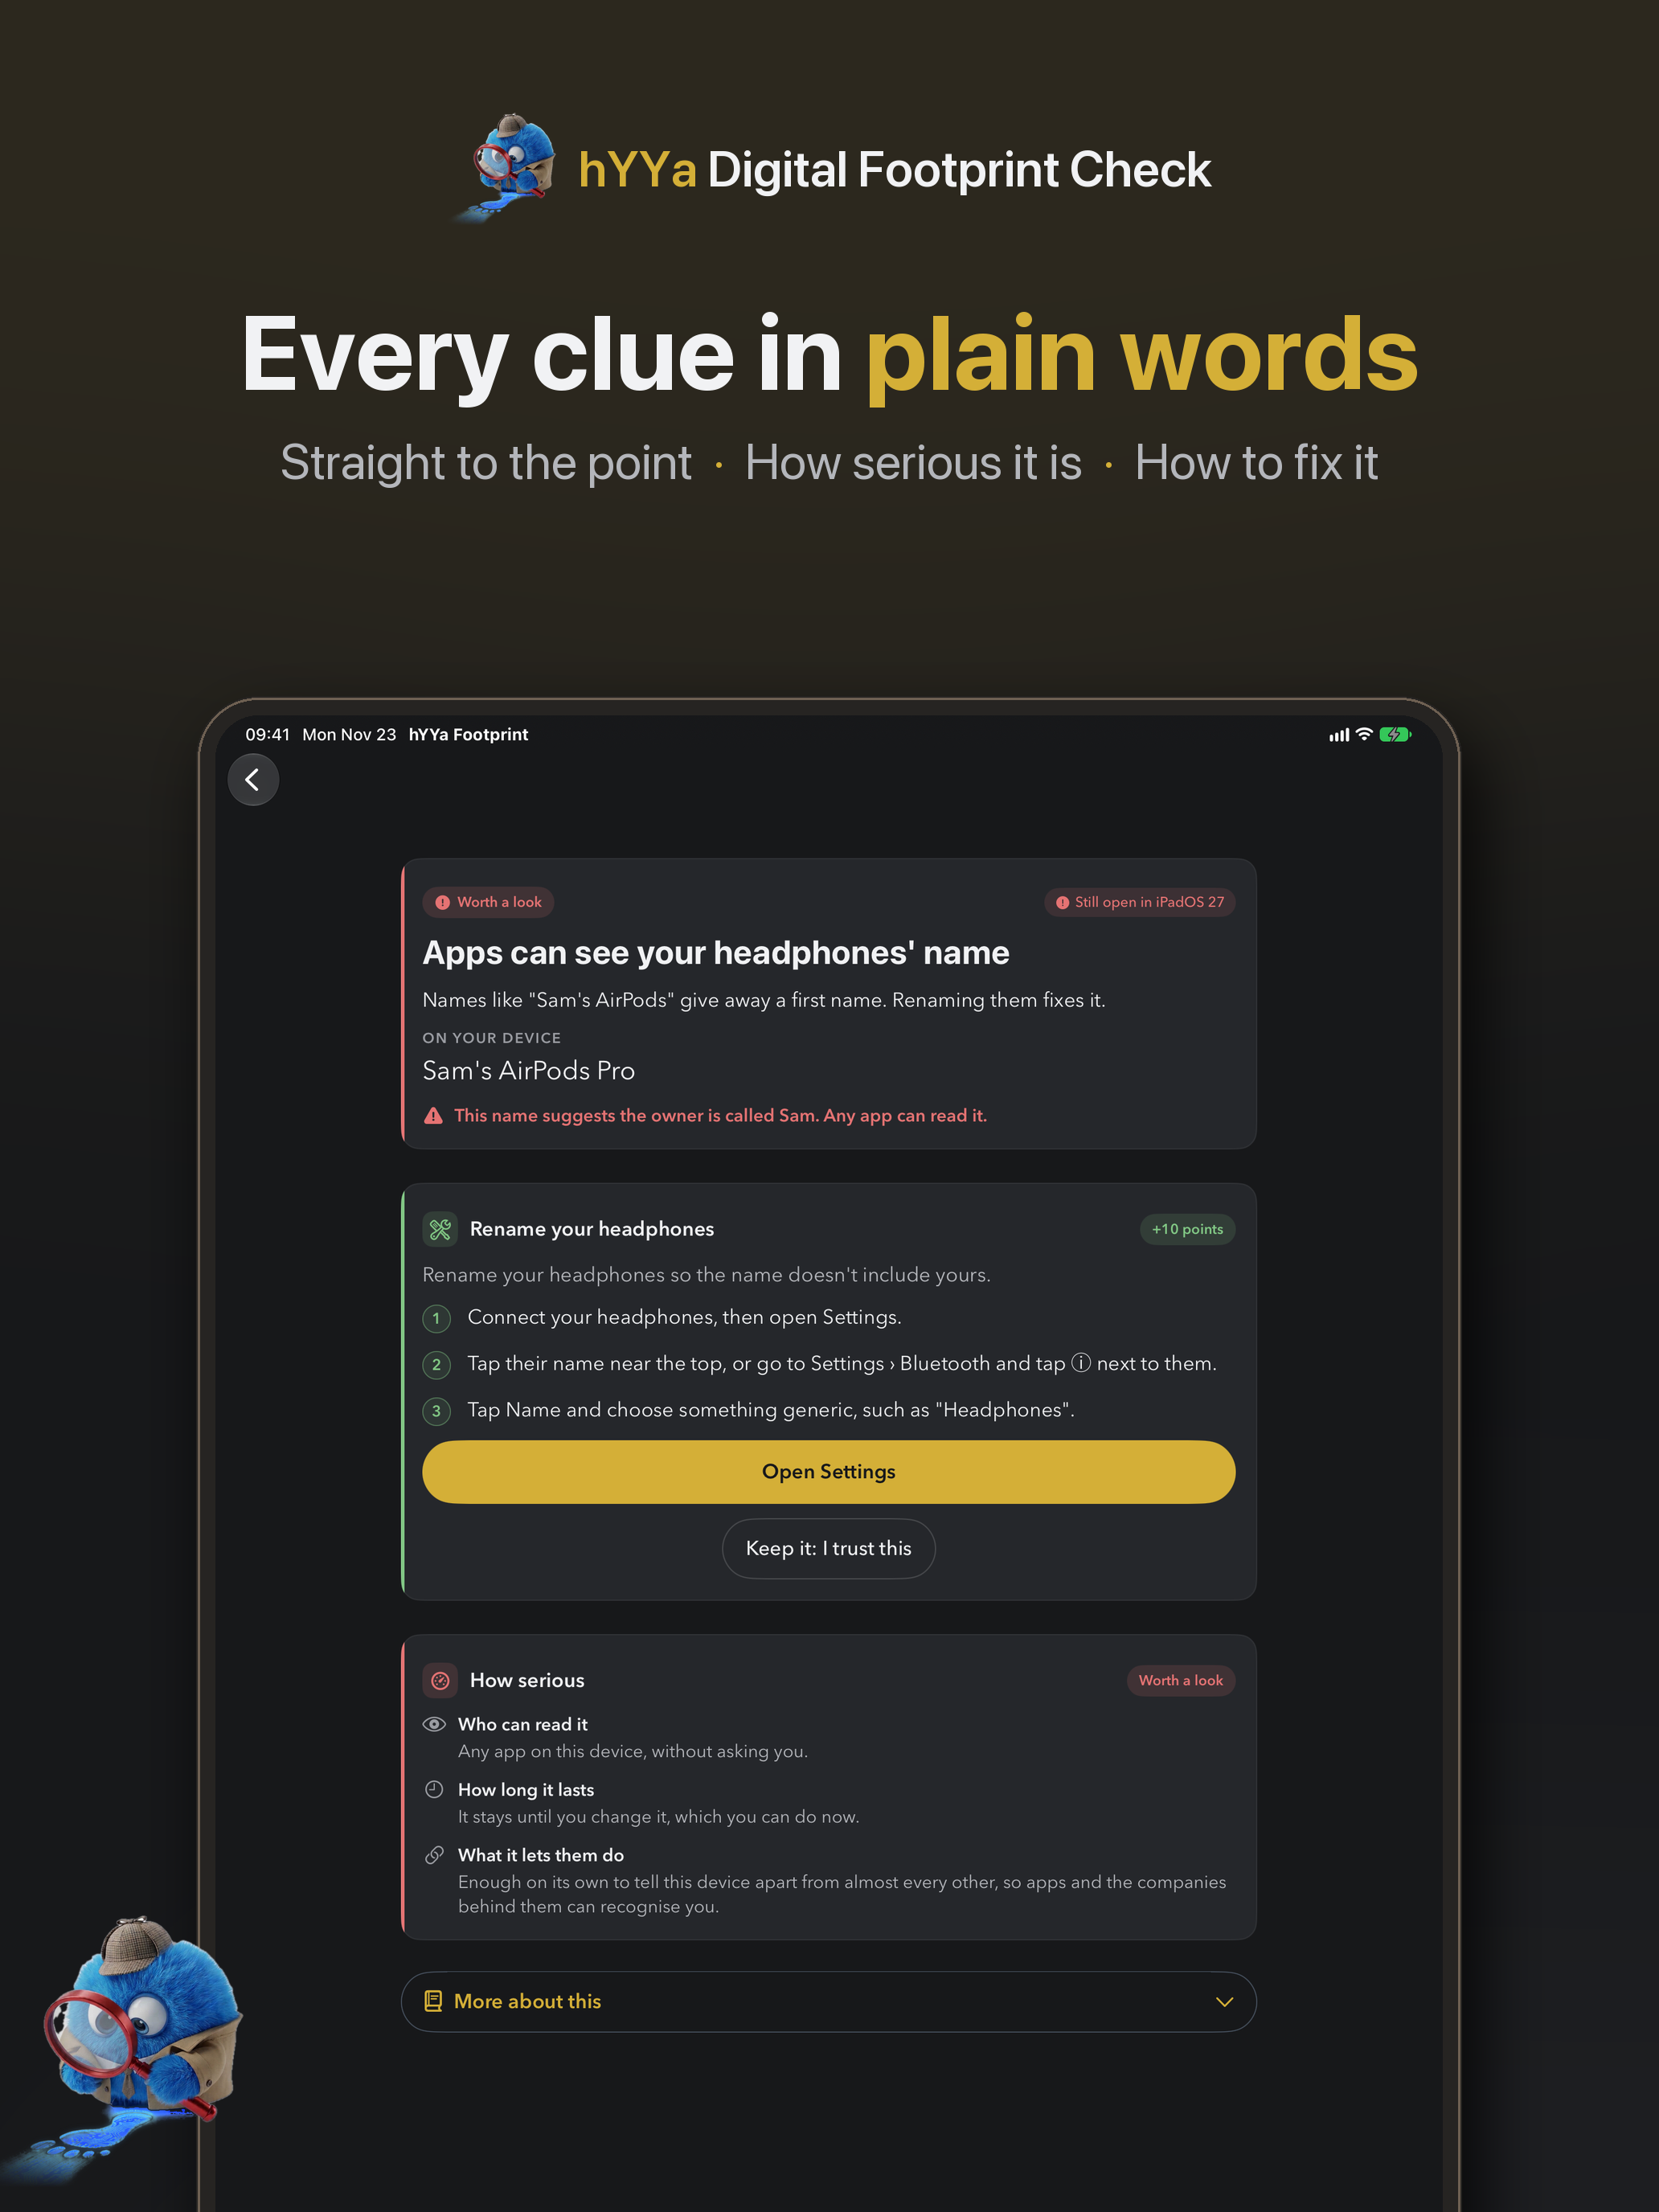 hYYa Digital Footprint Check
Every clue in plain words
Straight to the point · How serious it is · How to fix it
09:41 Mon Nov 23 hYYa Footprint
Worth a look
Still open in iPadOS 27
Apps can see your headphones' name
Names like "Sam's AirPods" give away a first name. Renaming them fixes it.
ON YOUR DEVICE
Sam's AirPods Pro
This name suggests the owner is called Sam. Any app can read it.
Rename your headphones
+10 points
Rename your headphones so the name doesn't include yours.
1 Connect your headphones, then open Settings.
2 Tap their name near the top, or go to Settings › Bluetooth and tap ⓘ next to them.
3 Tap Name and choose something generic, such as "Headphones".
Open Settings
Keep it: I trust this
How serious
Worth a look
Who can read it
Any app on this device, without asking you.
How long it lasts
It stays until you change it, which you can do now.
What it lets them do
Enough on its own to tell this device apart from almost every other, so apps and the companies
behind them can recognise you.
More about this